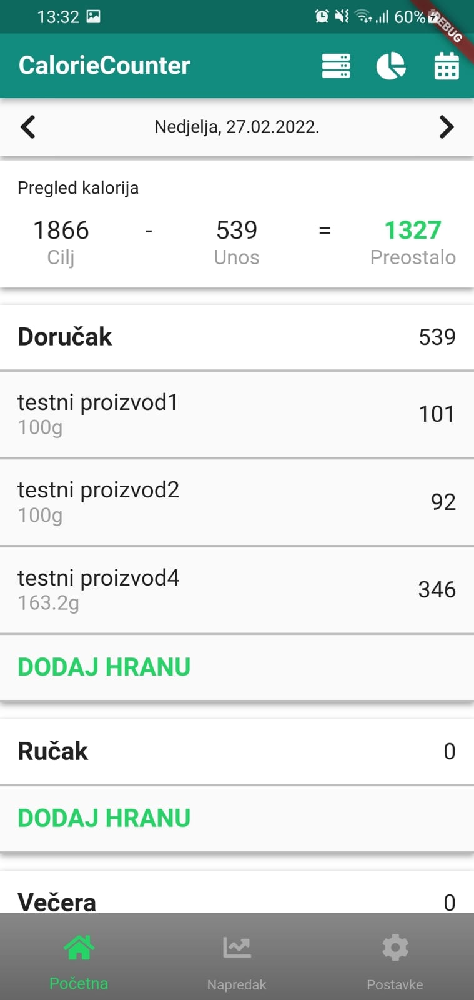 13:32 60%
DEBUG
CalorieCounter
Nedjelja, 27.02.2022.
Pregled kalorija
1866 - 539 = 1327
Cilj Unos Preostalo
Doručak 539
testni proizvod1 101
100g
testni proizvod2 92
100g
testni proizvod4 346
163.2g
DODAJ HRANU
Ručak 0
DODAJ HRANU
Večera 0
Početna Napredak Postavke